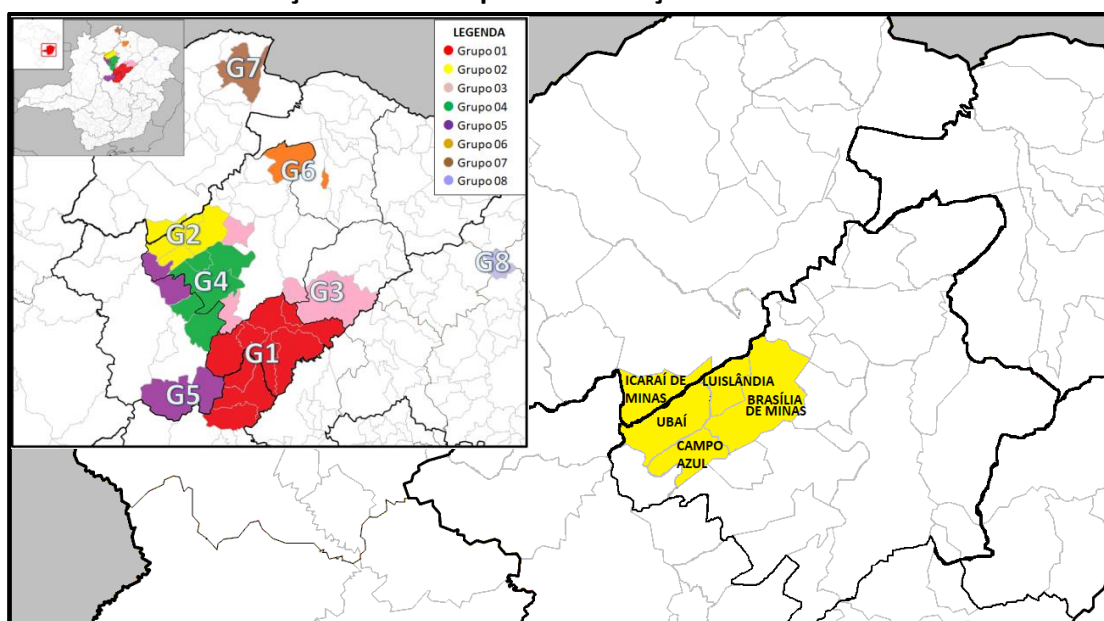 LEGENDA
Grupo 01
Grupo 02
Grupo 03
Grupo 04
Grupo 05
Grupo 06
Grupo 07
Grupo 08
G7
G6
G2
G4
G8
G3
G1
G5
ICARAÍ DE
MINAS
LUISLÂNDIA
BRASÍLIA
DE MINAS
UBAÍ
CAMPO
AZUL